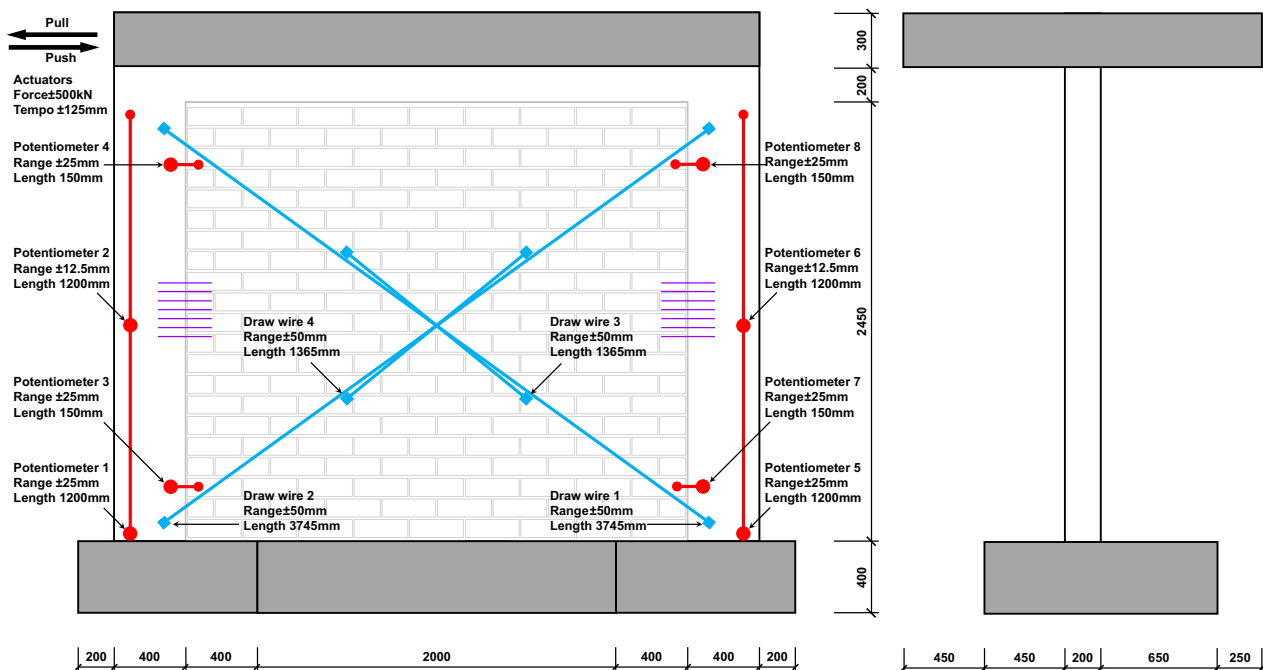 Pull
Push
Actuators
Force±500kN
Tempo ±125mm
Potentiometer 4
Range ±25mm
Length 150mm
Potentiometer 2
Range ±12.5mm
Length 1200mm
Potentiometer 3
Range ±25mm
Length 150mm
Potentiometer 1
Range ±25mm
Length 1200mm
Draw wire 4
Range±50mm
Length 1365mm
Draw wire 3
Range±50mm
Length 1365mm
Draw wire 2
Range±50mm
Length 3745mm
Draw wire 1
Range±50mm
Length 3745mm
Potentiometer 8
Range±25mm
Length 150mm
Potentiometer 6
Range±12.5mm
Length 1200mm
Potentiometer 7
Range±25mm
Length 150mm
Potentiometer 5
Range±25mm
Length 1200mm
300
200
2450
400
200 400 400 2000 400 400 200
450 450 200 650 250